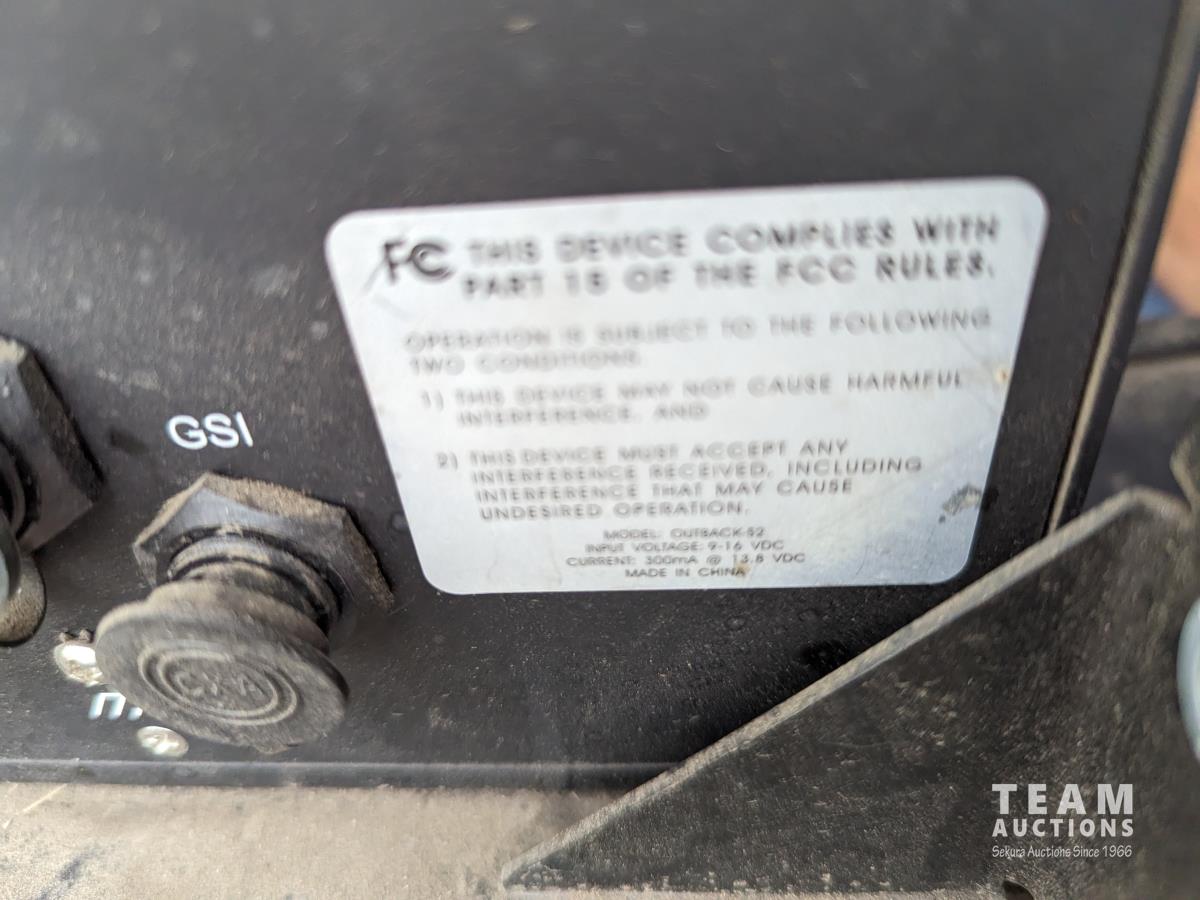 FC THIS DEVICE COMPLIES WITH
PART 15 OF THE FCC RULES.
OPERATION IS SUBJECT TO THE FOLLOWING
TWO CONDITIONS:
1) THIS DEVICE MAY NOT CAUSE HARMFUL
INTERFERENCE, AND
2) THIS DEVICE MUST ACCEPT ANY
INTERFERENCE RECEIVED, INCLUDING
INTERFERENCE THAT MAY CAUSE
UNDESIRED OPERATION.
MODEL: OUTBACK-S2
INPUT VOLTAGE: 9-16 VDC
CURRENT: 300mA @ 13.8 VDC
MADE IN CHINA
GSI
TEAM
AUCTIONS
Sekura Auctions Since 1966